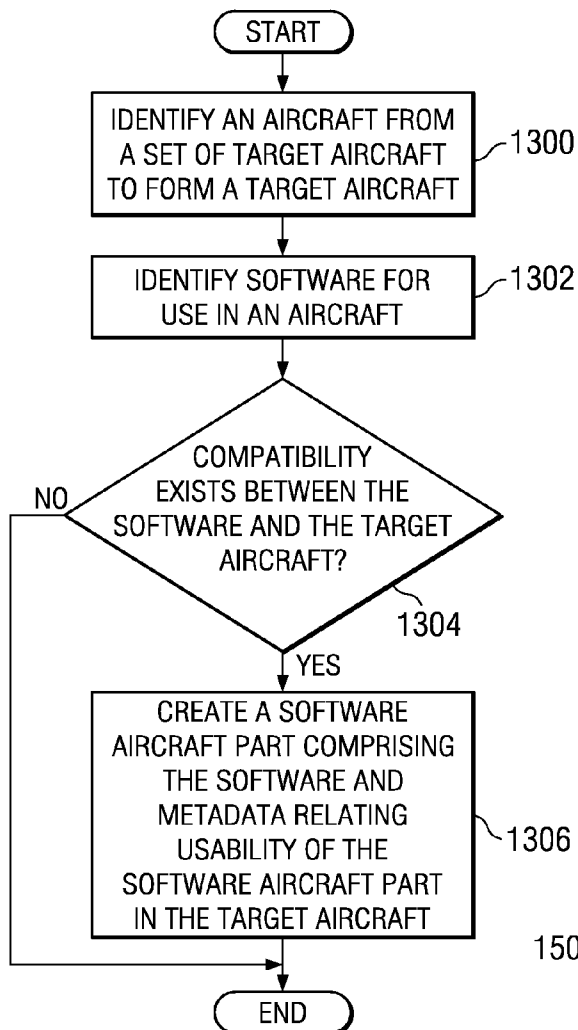 START
IDENTIFY AN AIRCRAFT FROM
A SET OF TARGET AIRCRAFT
TO FORM A TARGET AIRCRAFT
1300
IDENTIFY SOFTWARE FOR
USE IN AN AIRCRAFT
1302
COMPATIBILITY
EXISTS BETWEEN THE
SOFTWARE AND THE TARGET
AIRCRAFT?
NO
1304
YES
CREATE A SOFTWARE
AIRCRAFT PART COMPRISING
THE SOFTWARE AND
METADATA RELATING
USABILITY OF THE
SOFTWARE AIRCRAFT PART
IN THE TARGET AIRCRAFT
1306
150
END